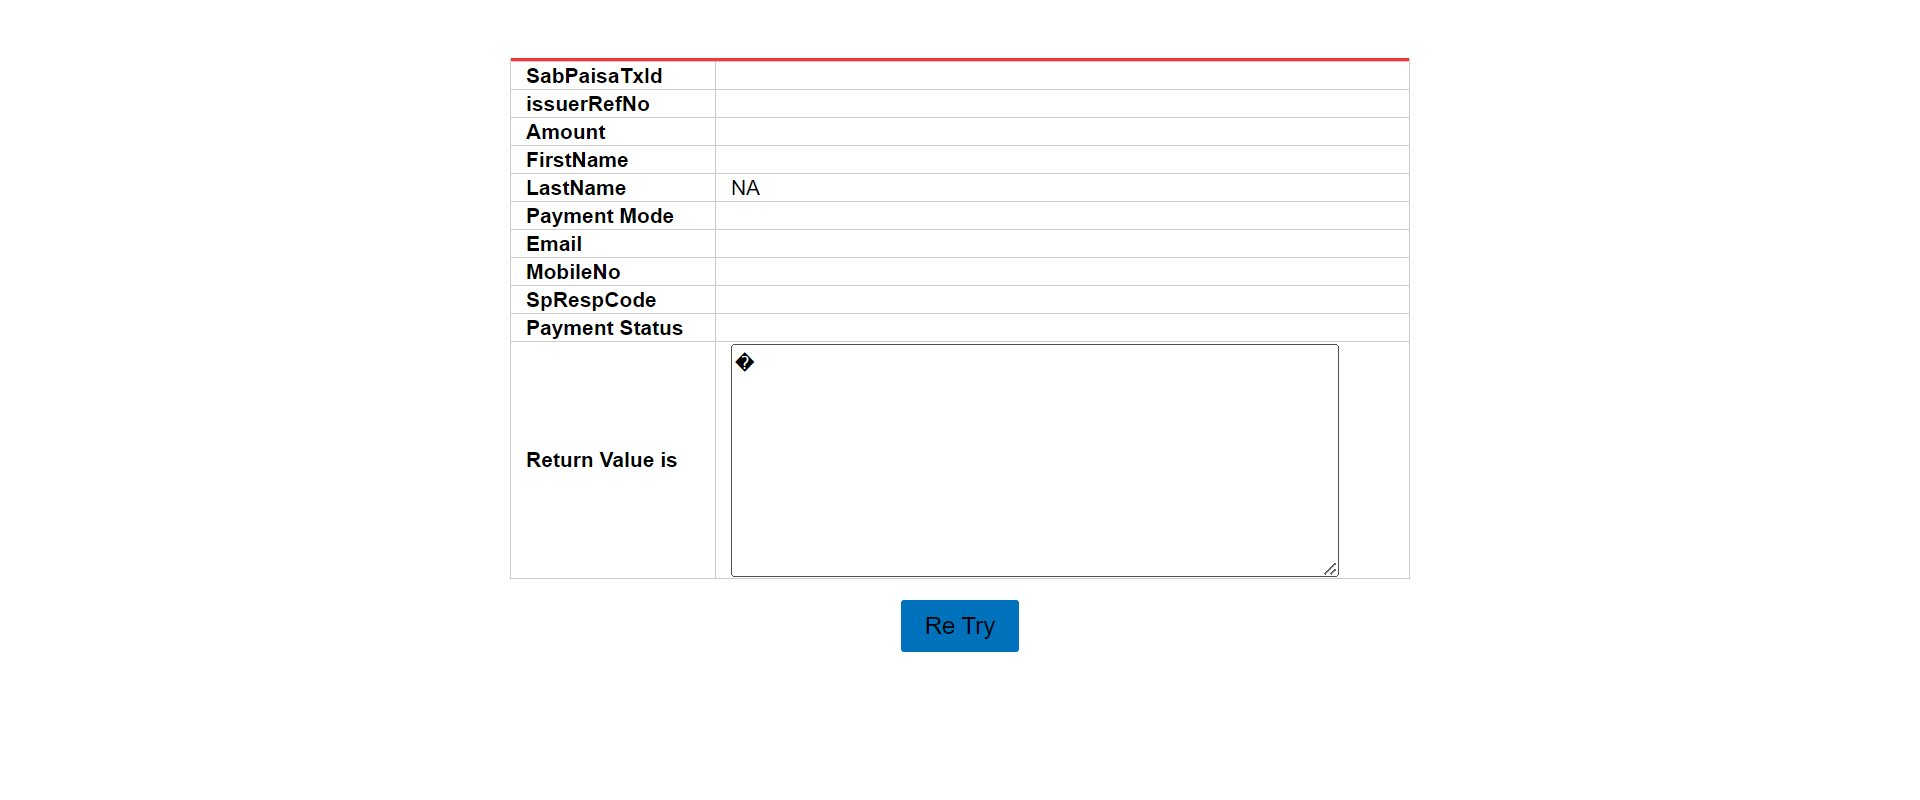 SabPaisaTxId
issuerRefNo
Amount
FirstName
LastName NA
Payment Mode
Email
MobileNo
SpRespCode
Payment Status
Return Value is �
Re Try